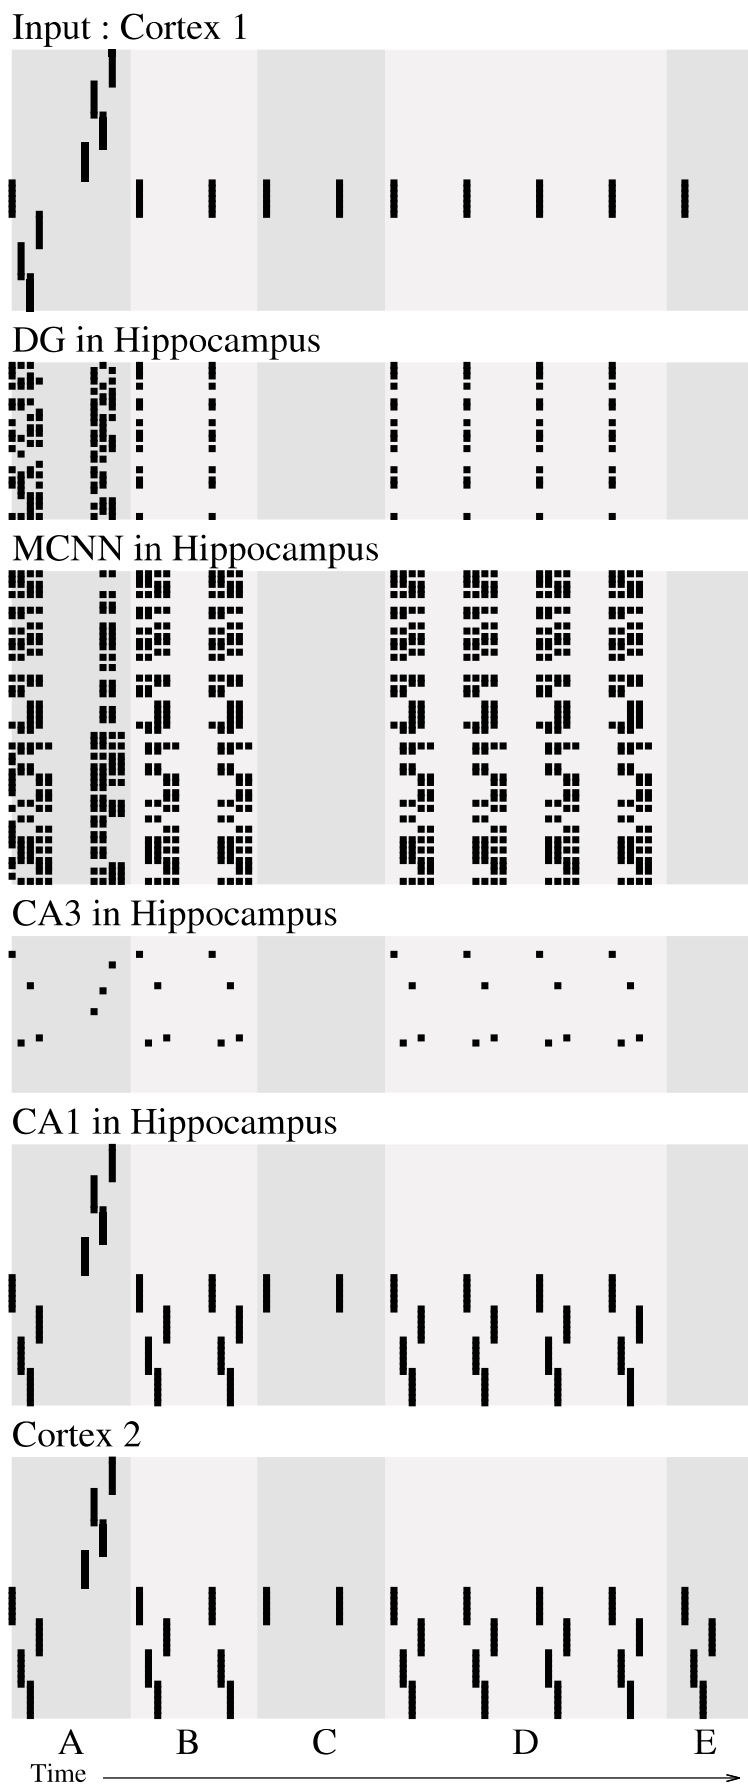 Input : Cortex 1
DG in Hippocampus
MCNN in Hippocampus
CA3 in Hippocampus
CA1 in Hippocampus
Cortex 2
A B C D E
Time